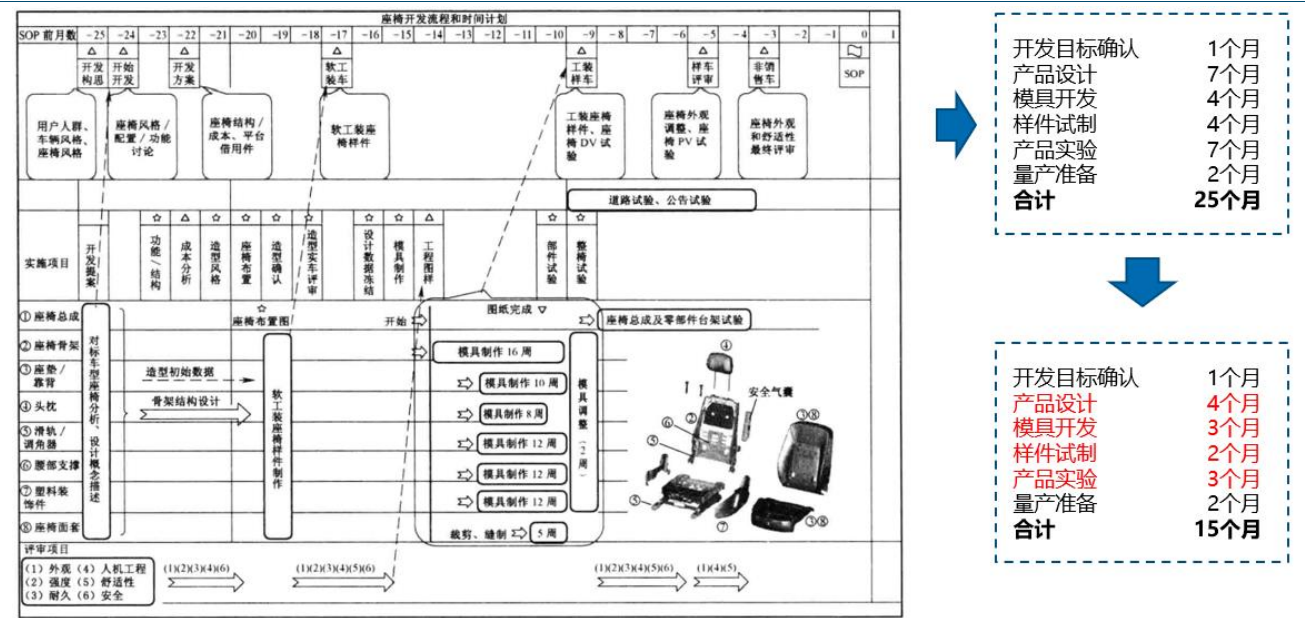 座椅开发流程和时间计划
SOP 前月数 -25 -24 -23 -22 -21 -20 -19 -18 -17 -16 -15 -14 -13 -12 -11 -10 -9 -8 -7 -6 -5 -4 -3 -2 -1 0 1
开发构思
开始开发
开发方案
软工装车
工装样车
样车评审
非销售车
SOP
用户人群、
车辆风格、
座椅风格
座椅风格/
配置/功能
讨论
座椅结构/
成本、平台
借用件
软工装座
椅样件
工装座椅
样件、座
椅 DV 试
验
座椅外观
调整、座
椅 PV 试
验
座椅外观
和舒适性
最终评审
道路试验、公告试验
实施项目
开发提案
功能/结构
成本分析
造型风格
座椅布置
造型确认
造型实车评审
设计数据冻结
模具制作
工程图样
部件试验
整椅试验
①座椅总成
座椅布置图
开始
图纸完成
座椅总成及零部件台架试验
②座椅骨架
模具制作 16 周
③座垫/
靠背
造型初始数据
模具制作 10 周
④头枕
骨架结构设计
模具制作 8 周
⑤滑轨/
调角器
模具制作 12 周
⑥腰部支撑
模具制作 12 周
⑦塑料装
饰件
模具制作 12 周
⑧座椅面套
裁剪、缝制
5 周
对标车型座椅分析、设计概念描述
软工装座椅样件制作
模具调整(2周)
④
安全气囊
②
③⑧
⑥
⑤
⑤
⑦
③⑧
评审项目
(1) 外观 (4) 人机工程
(2) 强度 (5) 舒适性
(3) 耐久 (6) 安全
(1)(2)(3)(4)(6)
(1)(2)(3)(4)(5)(6)
(1)(2)(3)(4)(5)(6)
(1)(4)(5)
开发目标确认 1个月
产品设计 7个月
模具开发 4个月
样件试制 4个月
产品实验 7个月
量产准备 2个月
合计 25个月
开发目标确认 1个月
产品设计 4个月
模具开发 3个月
样件试制 2个月
产品实验 3个月
量产准备 2个月
合计 15个月